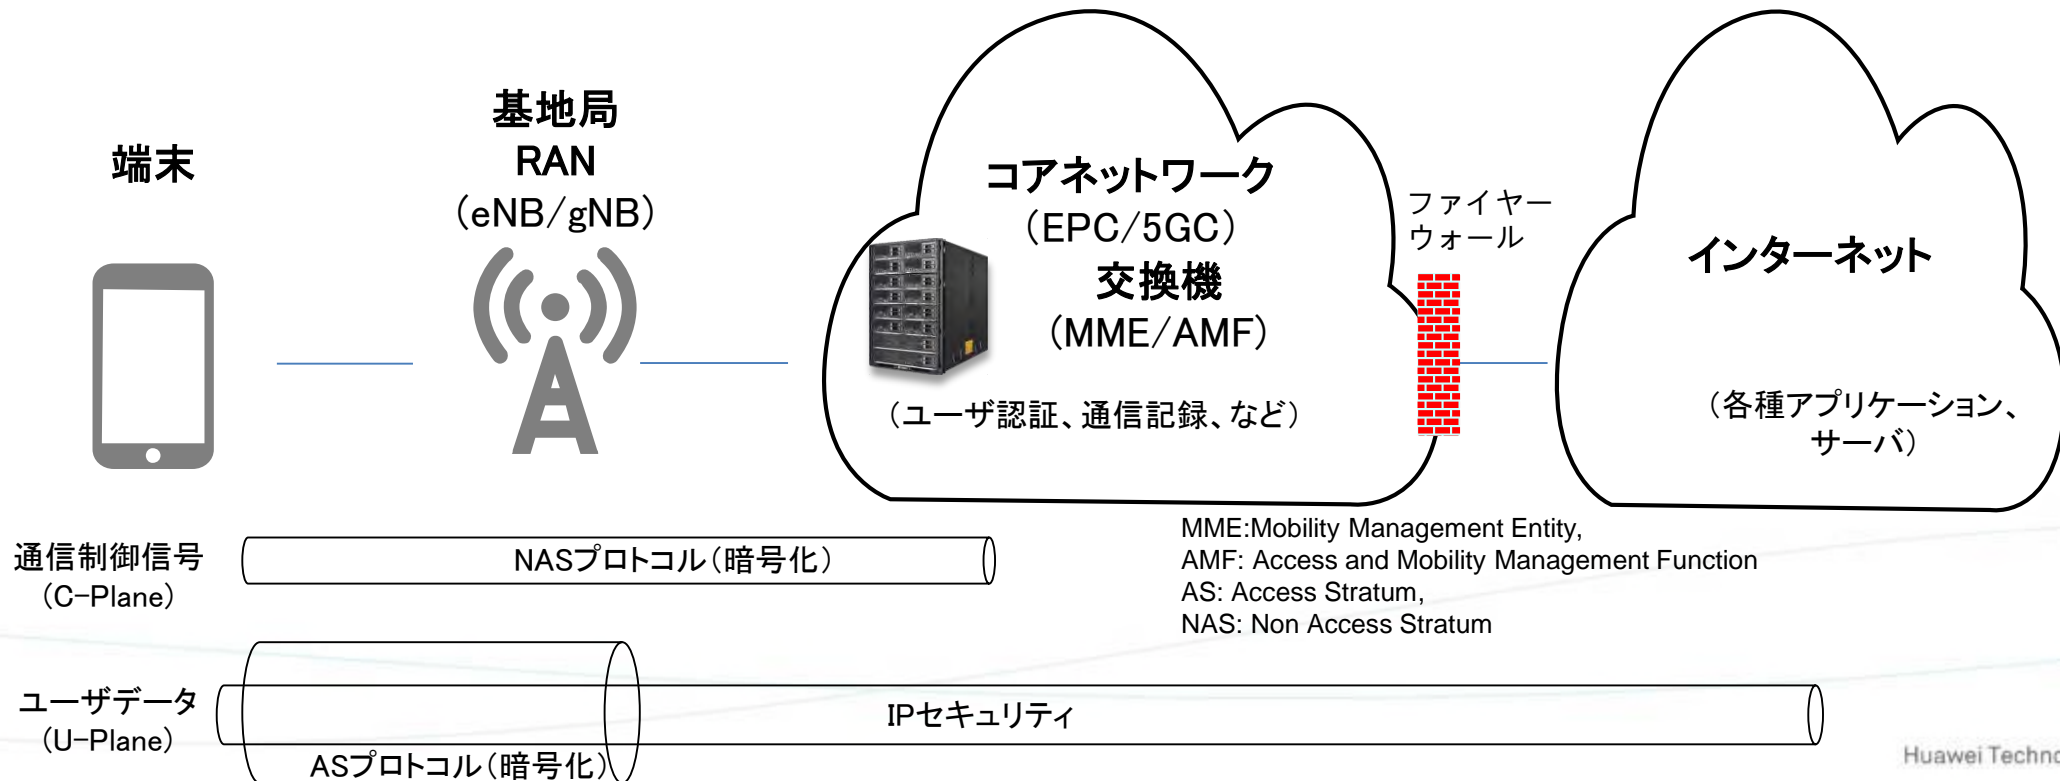 端末
基地局
RAN
（eNB/gNB）
コアネットワーク
（EPC/5GC）
交換機
（MME/AMF）
（ユーザ認証、通信記録、など）
ファイヤー
ウォール
インターネット
（各種アプリケーション、
サーバ）
通信制御信号
（C-Plane）
NASプロトコル（暗号化）
MME:Mobility Management Entity,
AMF: Access and Mobility Management Function
AS: Access Stratum,
NAS: Non Access Stratum
ユーザデータ
（U-Plane）
IPセキュリティ
ASプロトコル（暗号化）
Huawei Techno